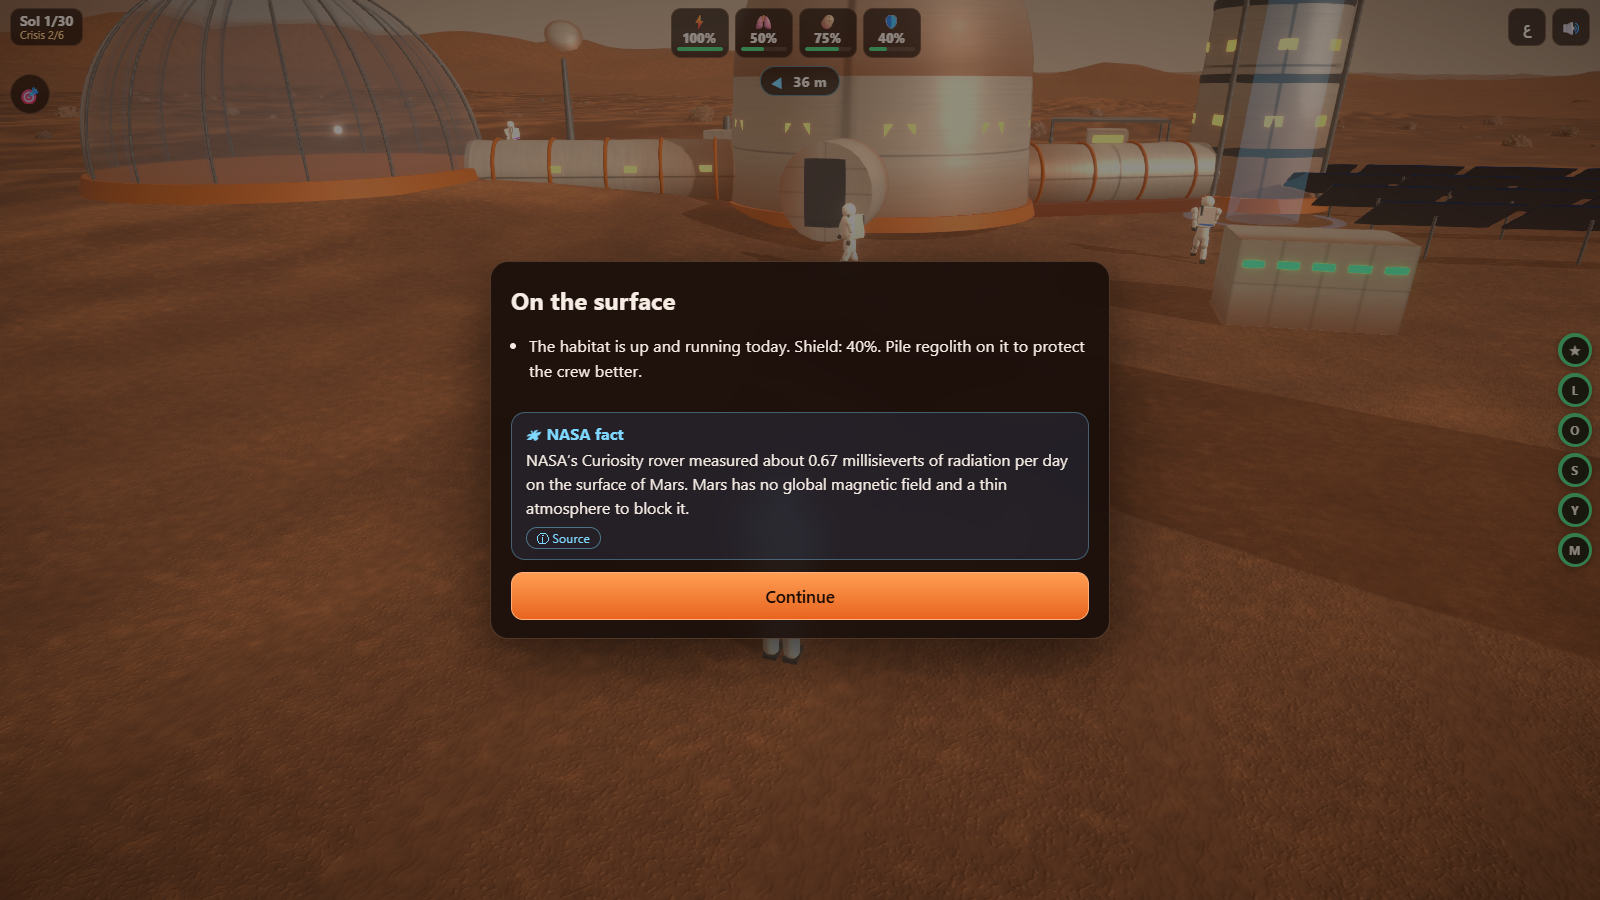 Sol 1/30
Crisis 2/6
100%
50%
75%
40%
36 m
ع
On the surface
• The habitat is up and running today. Shield: 40%. Pile regolith on it to protect
the crew better.
NASA fact
NASA's Curiosity rover measured about 0.67 millisieverts of radiation per day
on the surface of Mars. Mars has no global magnetic field and a thin
atmosphere to block it.
Source
Continue
L
O
S
Y
M